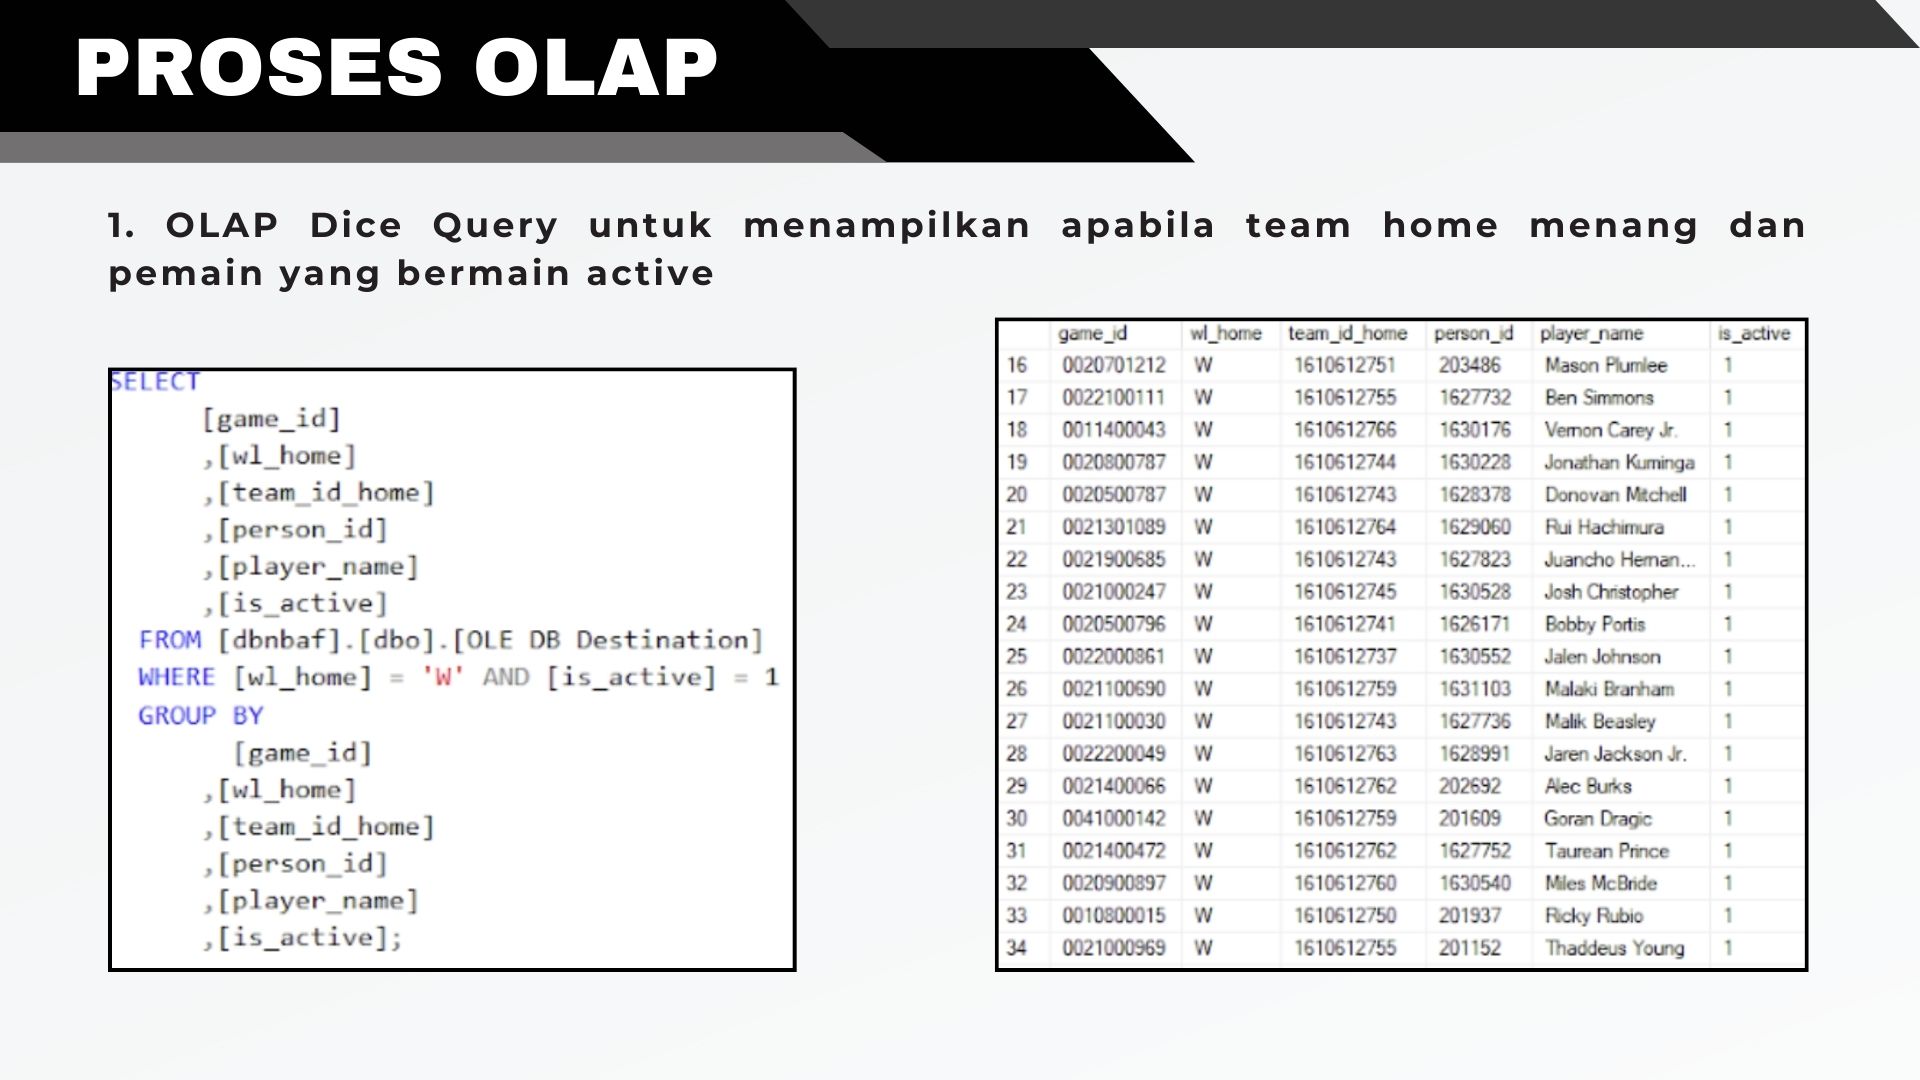 PROSES OLAP
1. OLAP Dice Query untuk menampilkan apabila team home menang dan
pemain yang bermain active
SELECT
[game_id]
,[wl_home]
,[team_id_home]
,[person_id]
,[player_name]
,[is_active]
FROM [dbnbaf].[dbo].[OLE DB Destination]
WHERE [wl_home] = 'W' AND [is_active] = 1
GROUP BY
[game_id]
,[wl_home]
,[team_id_home]
,[person_id]
,[player_name]
,[is_active];
game_id wl_home team_id_home person_id player_name is_active
16 0020701212 W 1610612751 203486 Mason Plumlee 1
17 0022100111 W 1610612755 1627732 Ben Simmons 1
18 0011400043 W 1610612766 1630176 Vernon Carey Jr. 1
19 0020800787 W 1610612744 1630228 Jonathan Kuminga 1
20 0020500787 W 1610612743 1628378 Donovan Mitchell 1
21 0021301089 W 1610612764 1629060 Rui Hachimura 1
22 0021900685 W 1610612743 1627823 Juancho Hernan... 1
23 0021000247 W 1610612745 1630528 Josh Christopher 1
24 0020500796 W 1610612741 1626171 Bobby Portis 1
25 0022000861 W 1610612737 1630552 Jalen Johnson 1
26 0021100690 W 1610612759 1631103 Malaki Branham 1
27 0021100030 W 1610612743 1627736 Malik Beasley 1
28 0022200049 W 1610612763 1628991 Jaren Jackson Jr. 1
29 0021400066 W 1610612762 202692 Alec Burks 1
30 0041000142 W 1610612759 201609 Goran Dragic 1
31 0021400472 W 1610612762 1627752 Taurean Prince 1
32 0020900897 W 1610612760 1630540 Miles McBride 1
33 0010800015 W 1610612750 201937 Ricky Rubio 1
34 0021000969 W 1610612755 201152 Thaddeus Young 1